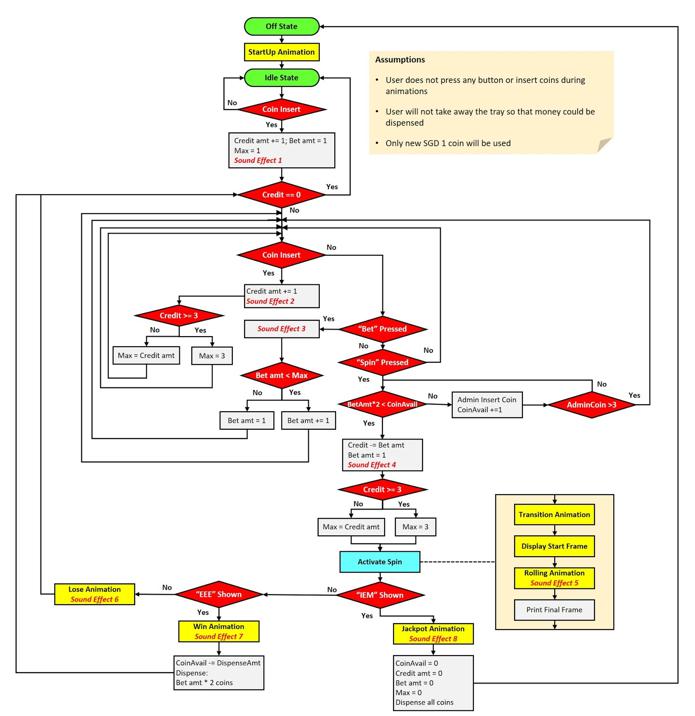 Off State
StartUp Animation
Idle State
Coin Insert
No
Yes
Credit amt += 1; Bet amt = 1
Max = 1
Sound Effect 1
Credit == 0
Yes
No
Assumptions
• User does not press any button or insert coins during
animations
• User will not take away the tray so that money could be
dispensed
• Only new SGD 1 coin will be used
Coin Insert
No
Yes
Credit amt += 1
Sound Effect 2
Credit >= 3
No
Yes
Max = Credit amt
Max = 3
Sound Effect 3
Yes
"Bet" Pressed
No
"Spin" Pressed
No
Yes
Bet amt < Max
No
Yes
Bet amt = 1
Bet amt += 1
BetAmt*2 < CoinAvail
No
Yes
Admin Insert Coin
CoinAvail +=1
AdminCoin >3
No
Yes
Credit -= Bet amt
Bet amt = 1
Sound Effect 4
Credit >= 3
No
Yes
Max = Credit amt
Max = 3
Activate Spin
Transition Animation
Display Start Frame
Rolling Animation
Sound Effect 5
Print Final Frame
"IEM" Shown
No
Yes
"EEE" Shown
No
Yes
Lose Animation
Sound Effect 6
Win Animation
Sound Effect 7
CoinAvail -= DispenseAmt
Dispense:
Bet amt * 2 coins
Jackpot Animation
Sound Effect 8
CoinAvail = 0
Credit amt = 0
Bet amt = 0
Max = 0
Dispense all coins